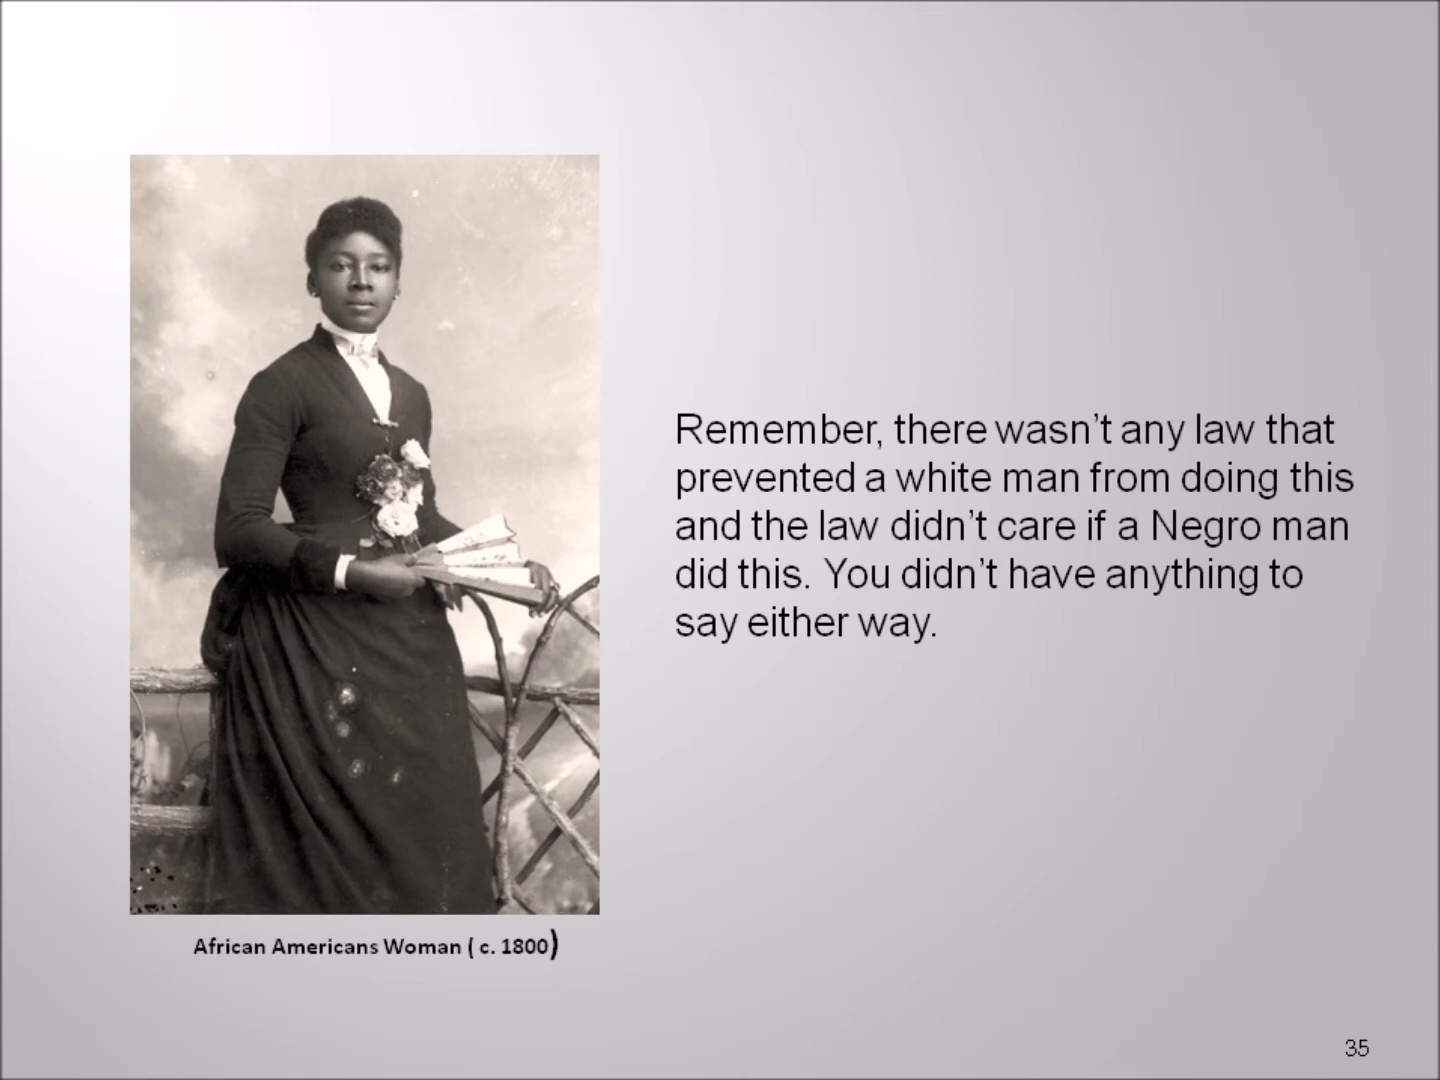 Remember, there wasn’t any law that
prevented a white man from doing this
and the law didn’t care if a Negro man
did this. You didn’t have anything to
say either way.
African Americans Woman ( c. 1800)
35